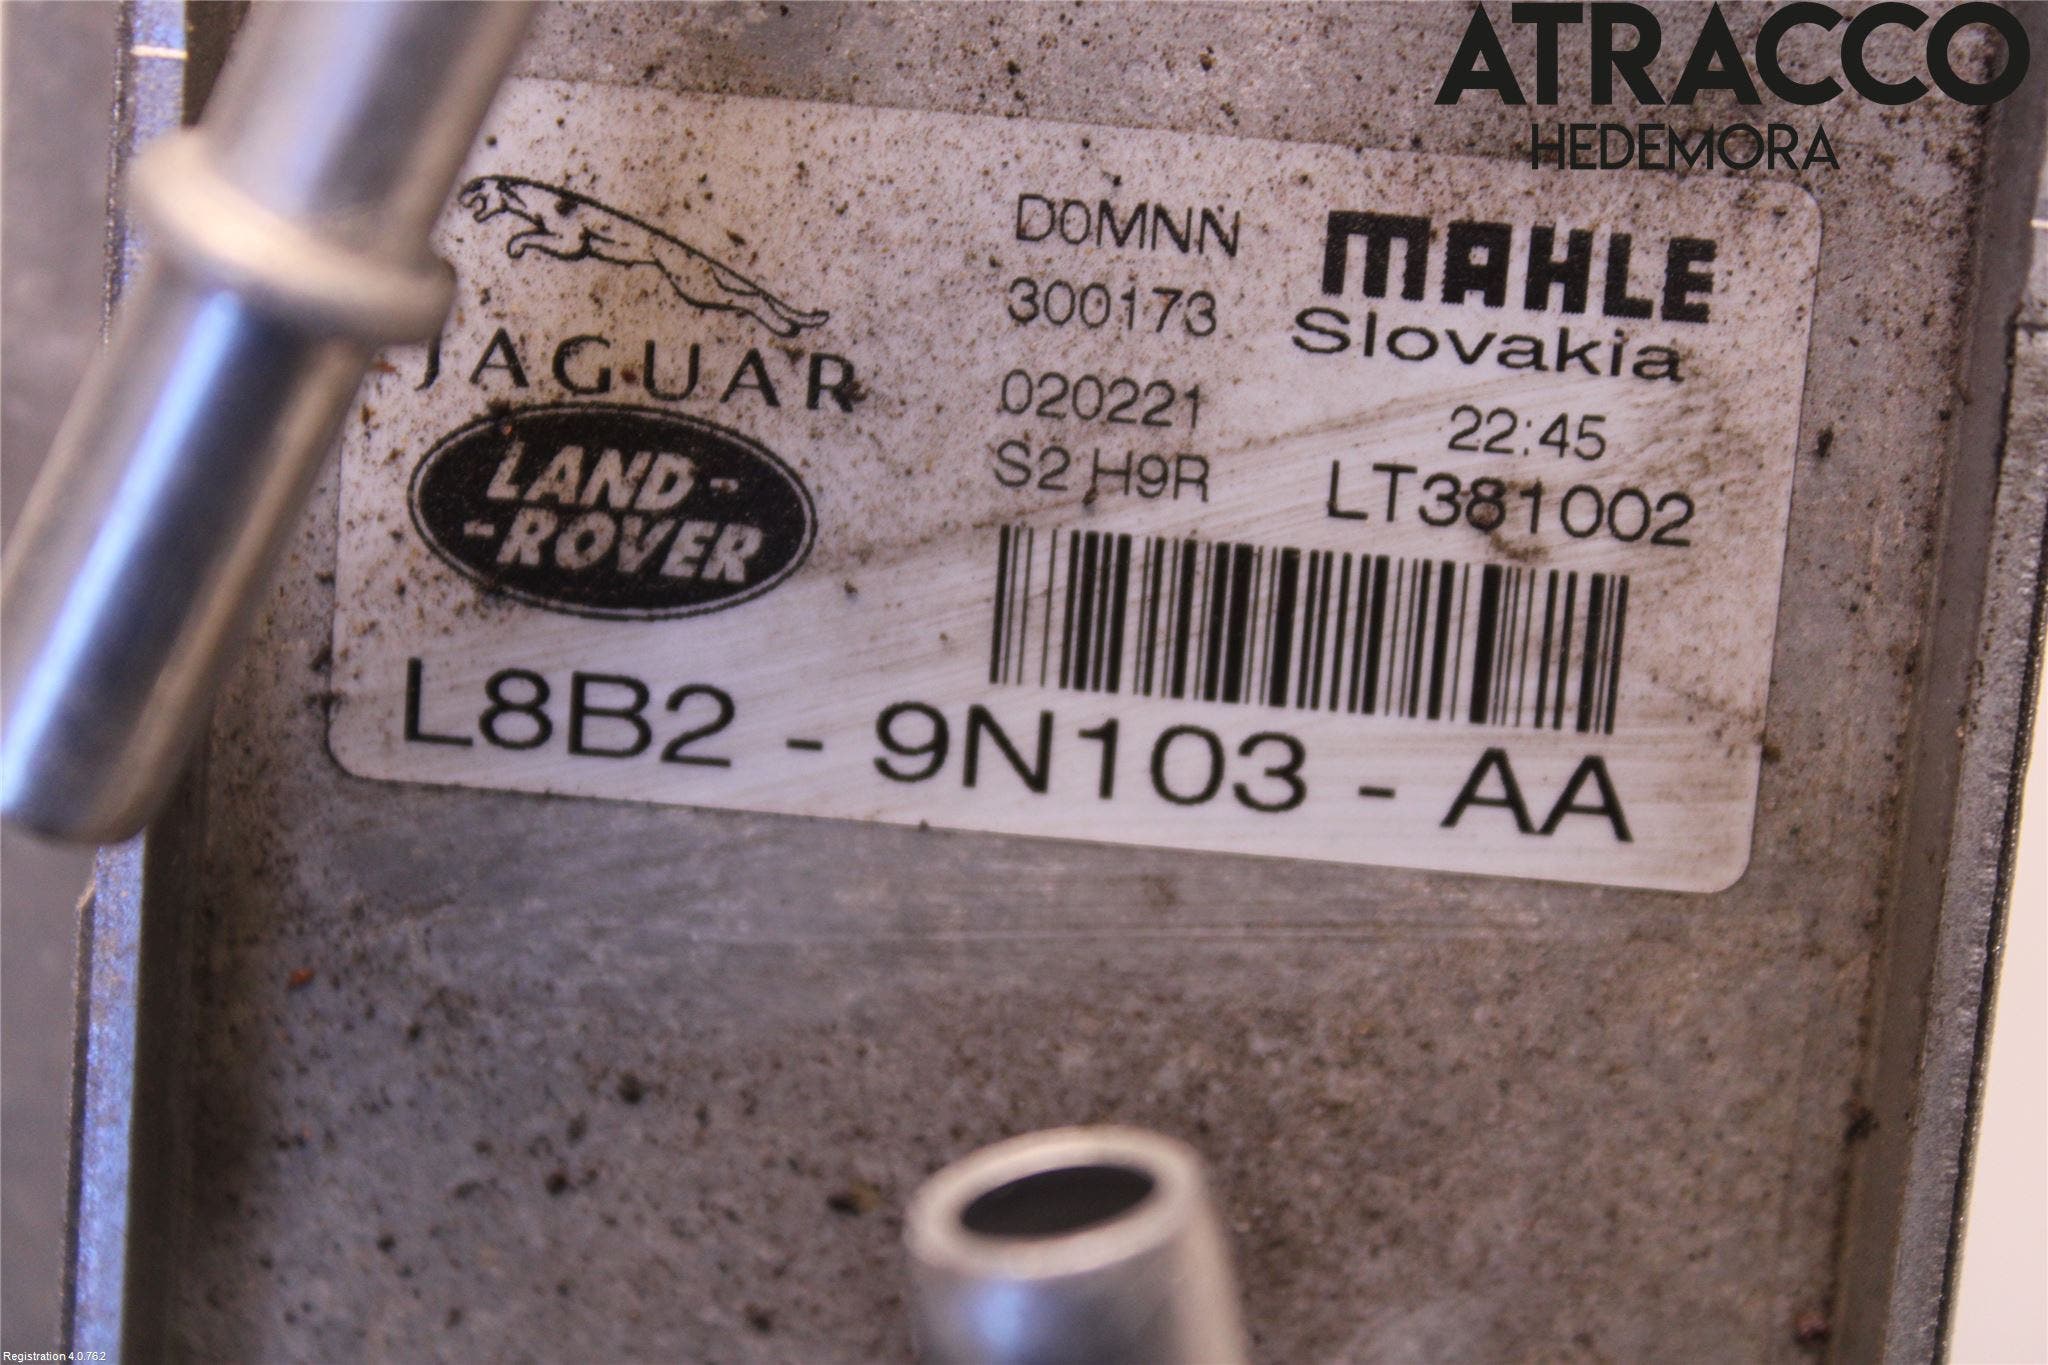 ATRACCO
HEDEMORA
JAGUAR
LAND-
-ROVER
D0MNN
300173
020221
S2 H9R
MAHLE
Slovakia
22:45
LT381002
L8B2 - 9N103 - AA
Registration 4.0.762